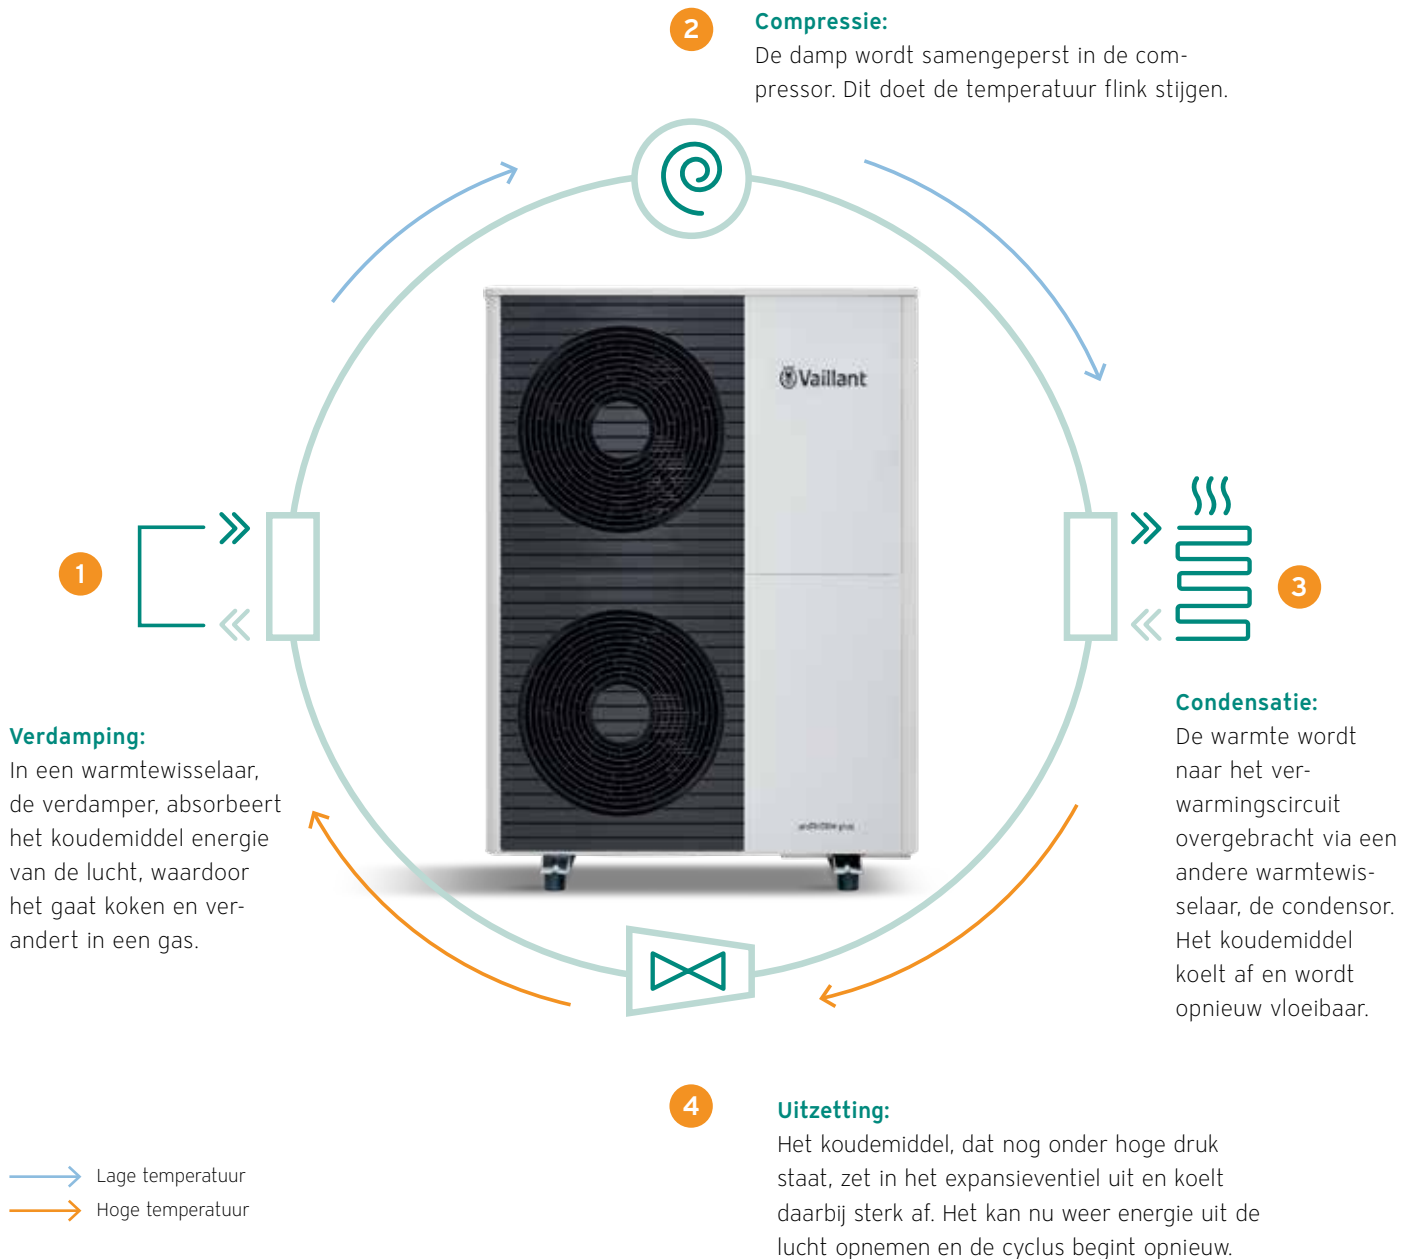 2
Compressie:
De damp wordt samengeperst in de com-
pressor. Dit doet de temperatuur flink stijgen.
Vaillant
1
3
Verdamping:
In een warmtewisselaar,
de verdamper, absorbeert
het koudemiddel energie
van de lucht, waardoor
het gaat koken en ver-
andert in een gas.
Condensatie:
De warmte wordt
naar het ver-
warmingscircuit
overgebracht via een
andere warmtewis-
selaar, de condensor.
Het koudemiddel
koelt af en wordt
opnieuw vloeibaar.
4
Uitzetting:
Het koudemiddel, dat nog onder hoge druk
staat, zet in het expansieventiel uit en koelt
daarbij sterk af. Het kan nu weer energie uit de
lucht opnemen en de cyclus begint opnieuw.
Lage temperatuur
Hoge temperatuur